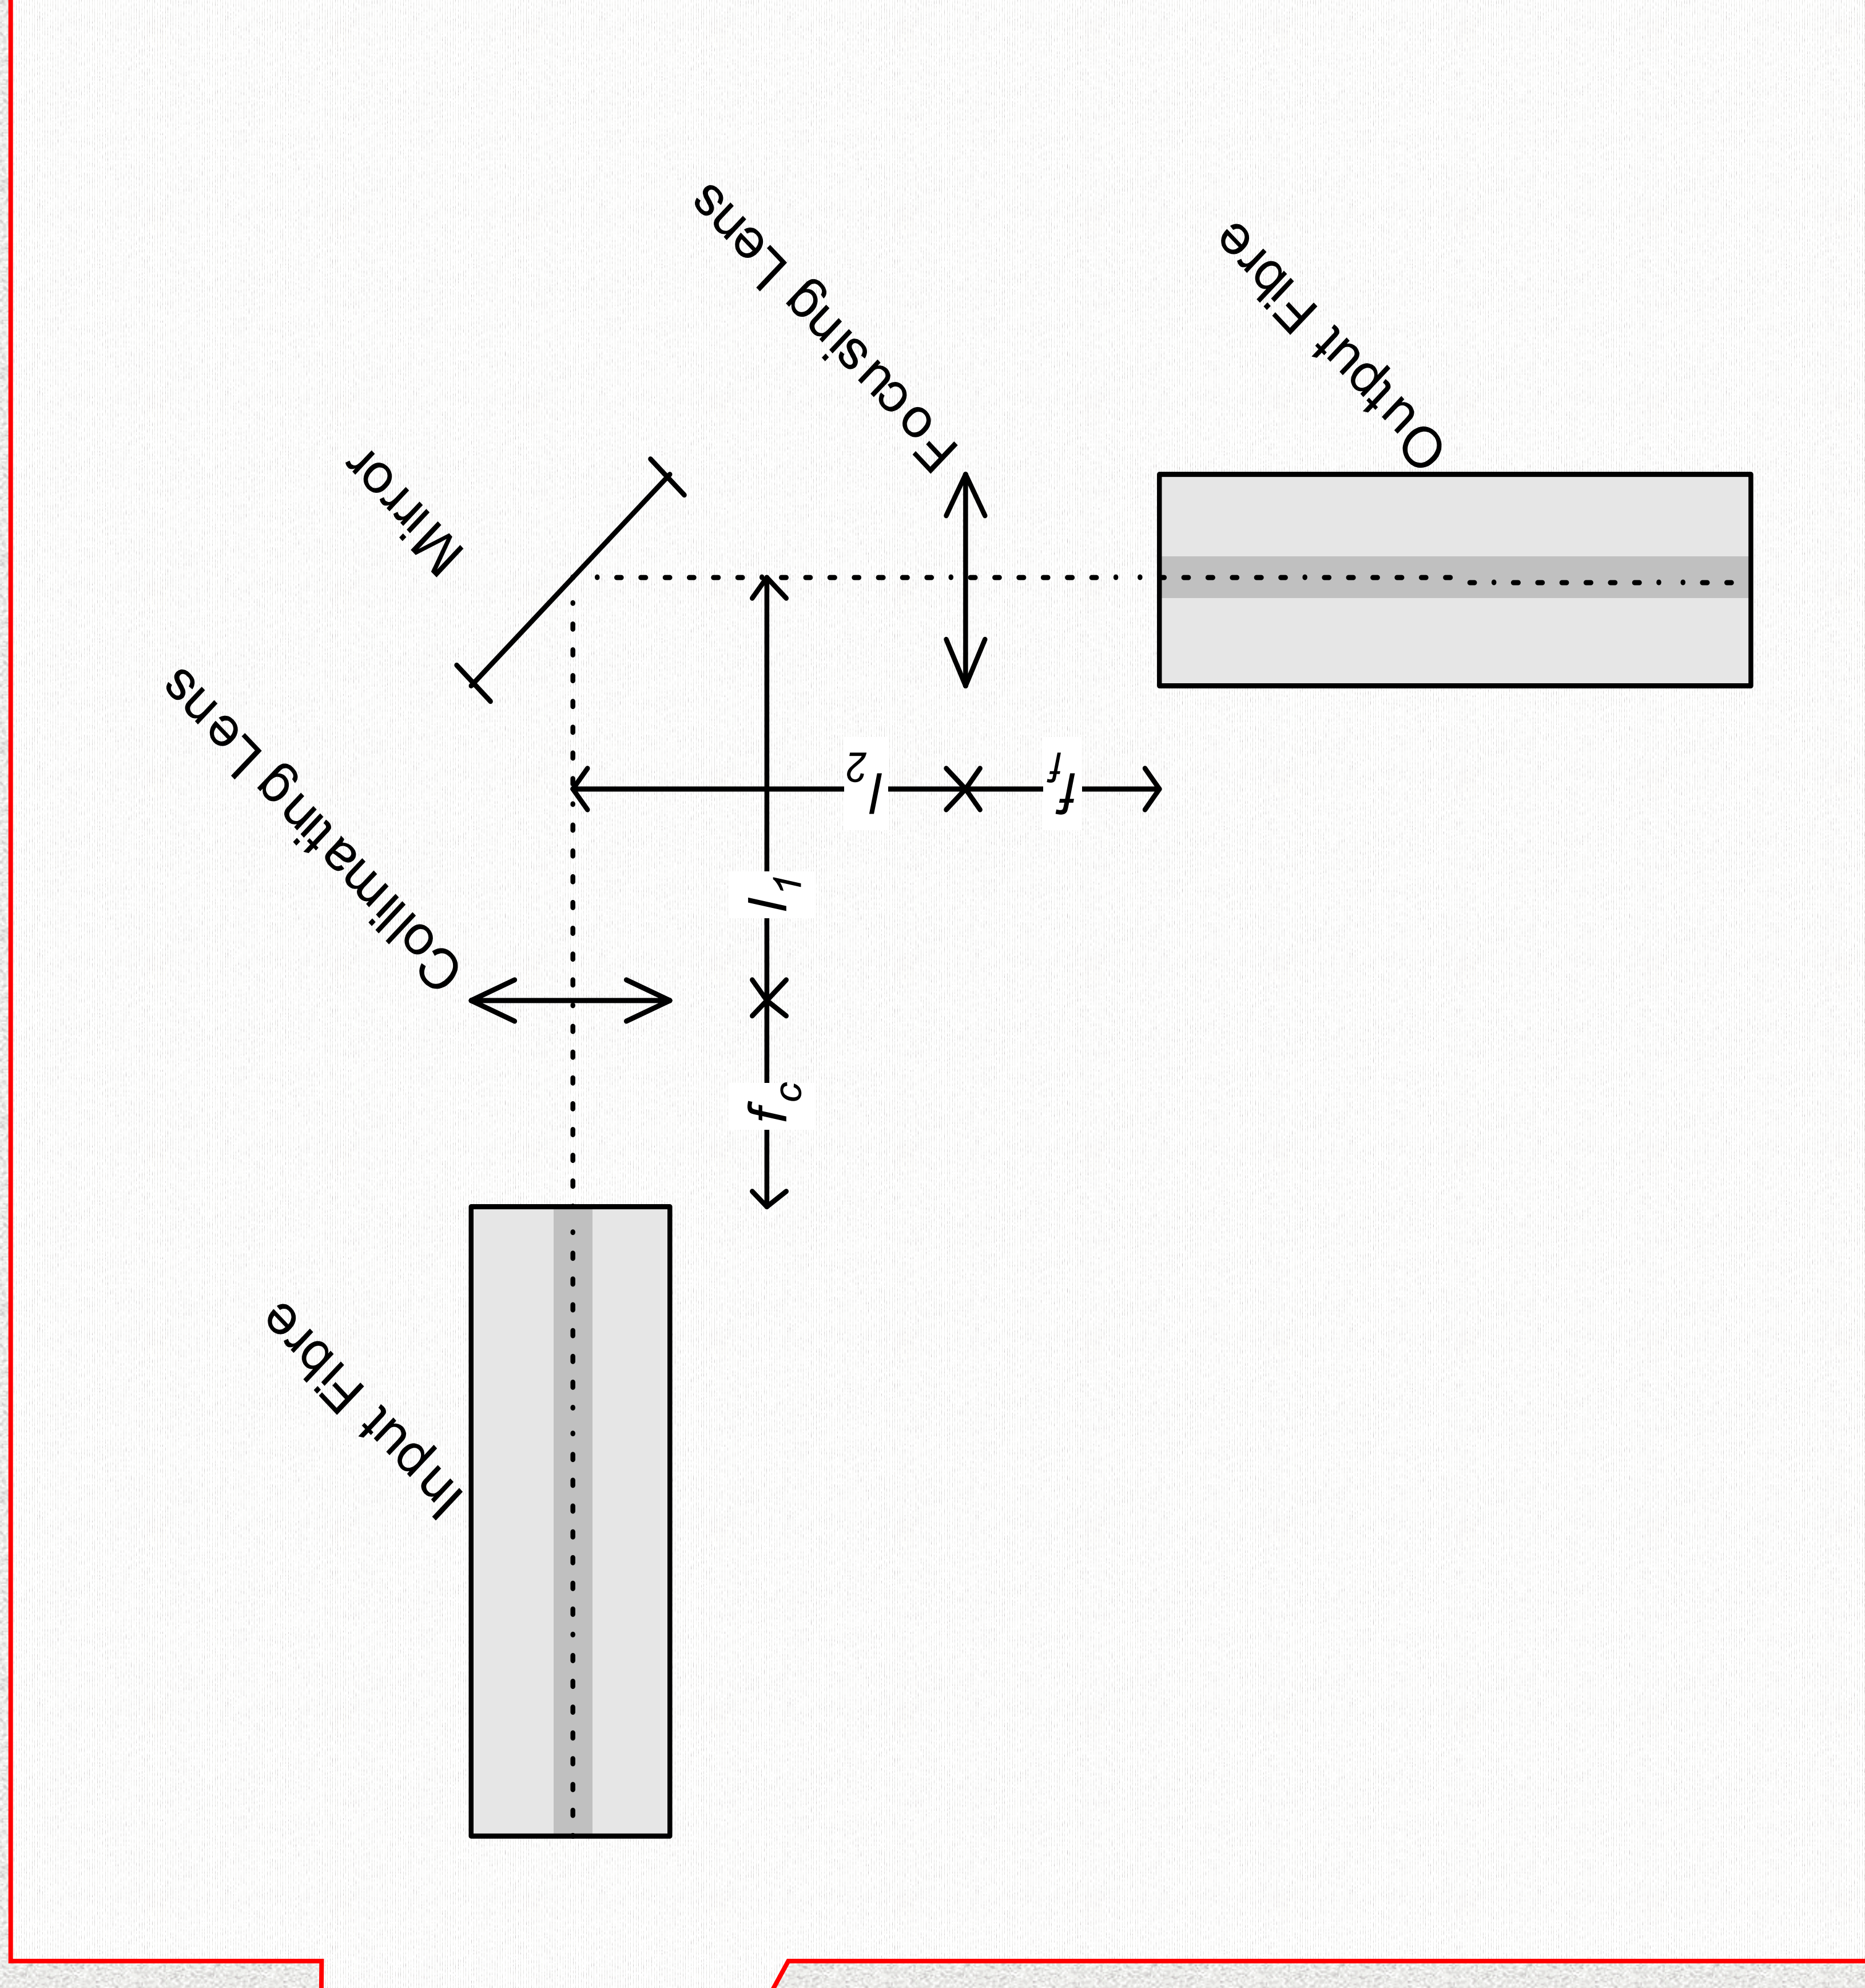 Focusing Lens
Output Fibre
Mirror
Collimating Lens
l2
ff
l1
fc
Input Fibre